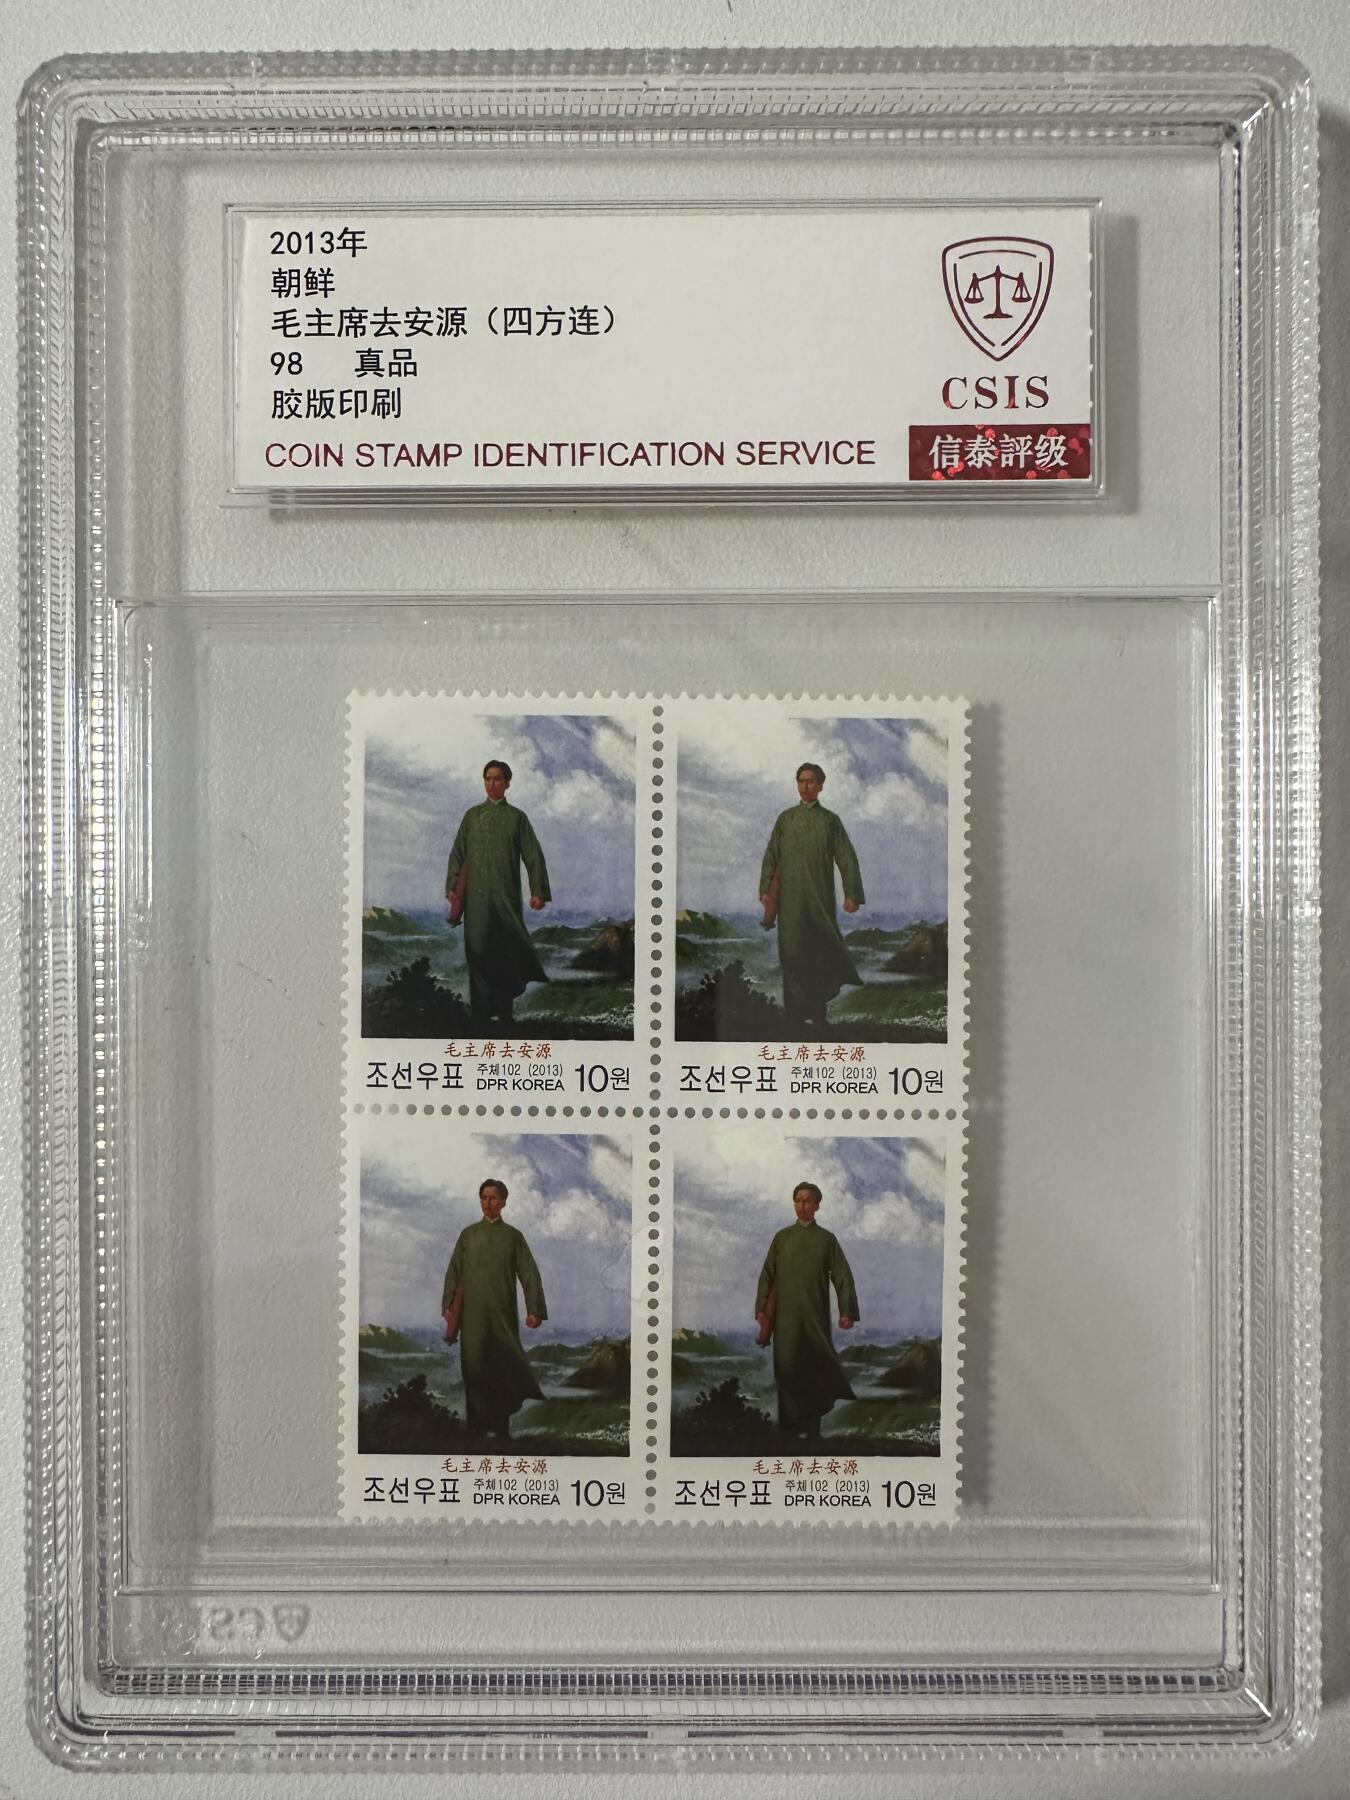 2013年
朝鲜
毛主席去安源（四方连）
98 真品
胶版印刷
COIN STAMP IDENTIFICATION SERVICE
CSIS
信泰評级
毛主席去安源
조선우표 주체102 (2013) DPR KOREA 10원
毛主席去安源
조선우표 주체102 (2013) DPR KOREA 10원
毛主席去安源
조선우표 주체102 (2013) DPR KOREA 10원
毛主席去安源
조선우표 주체102 (2013) DPR KOREA 10원